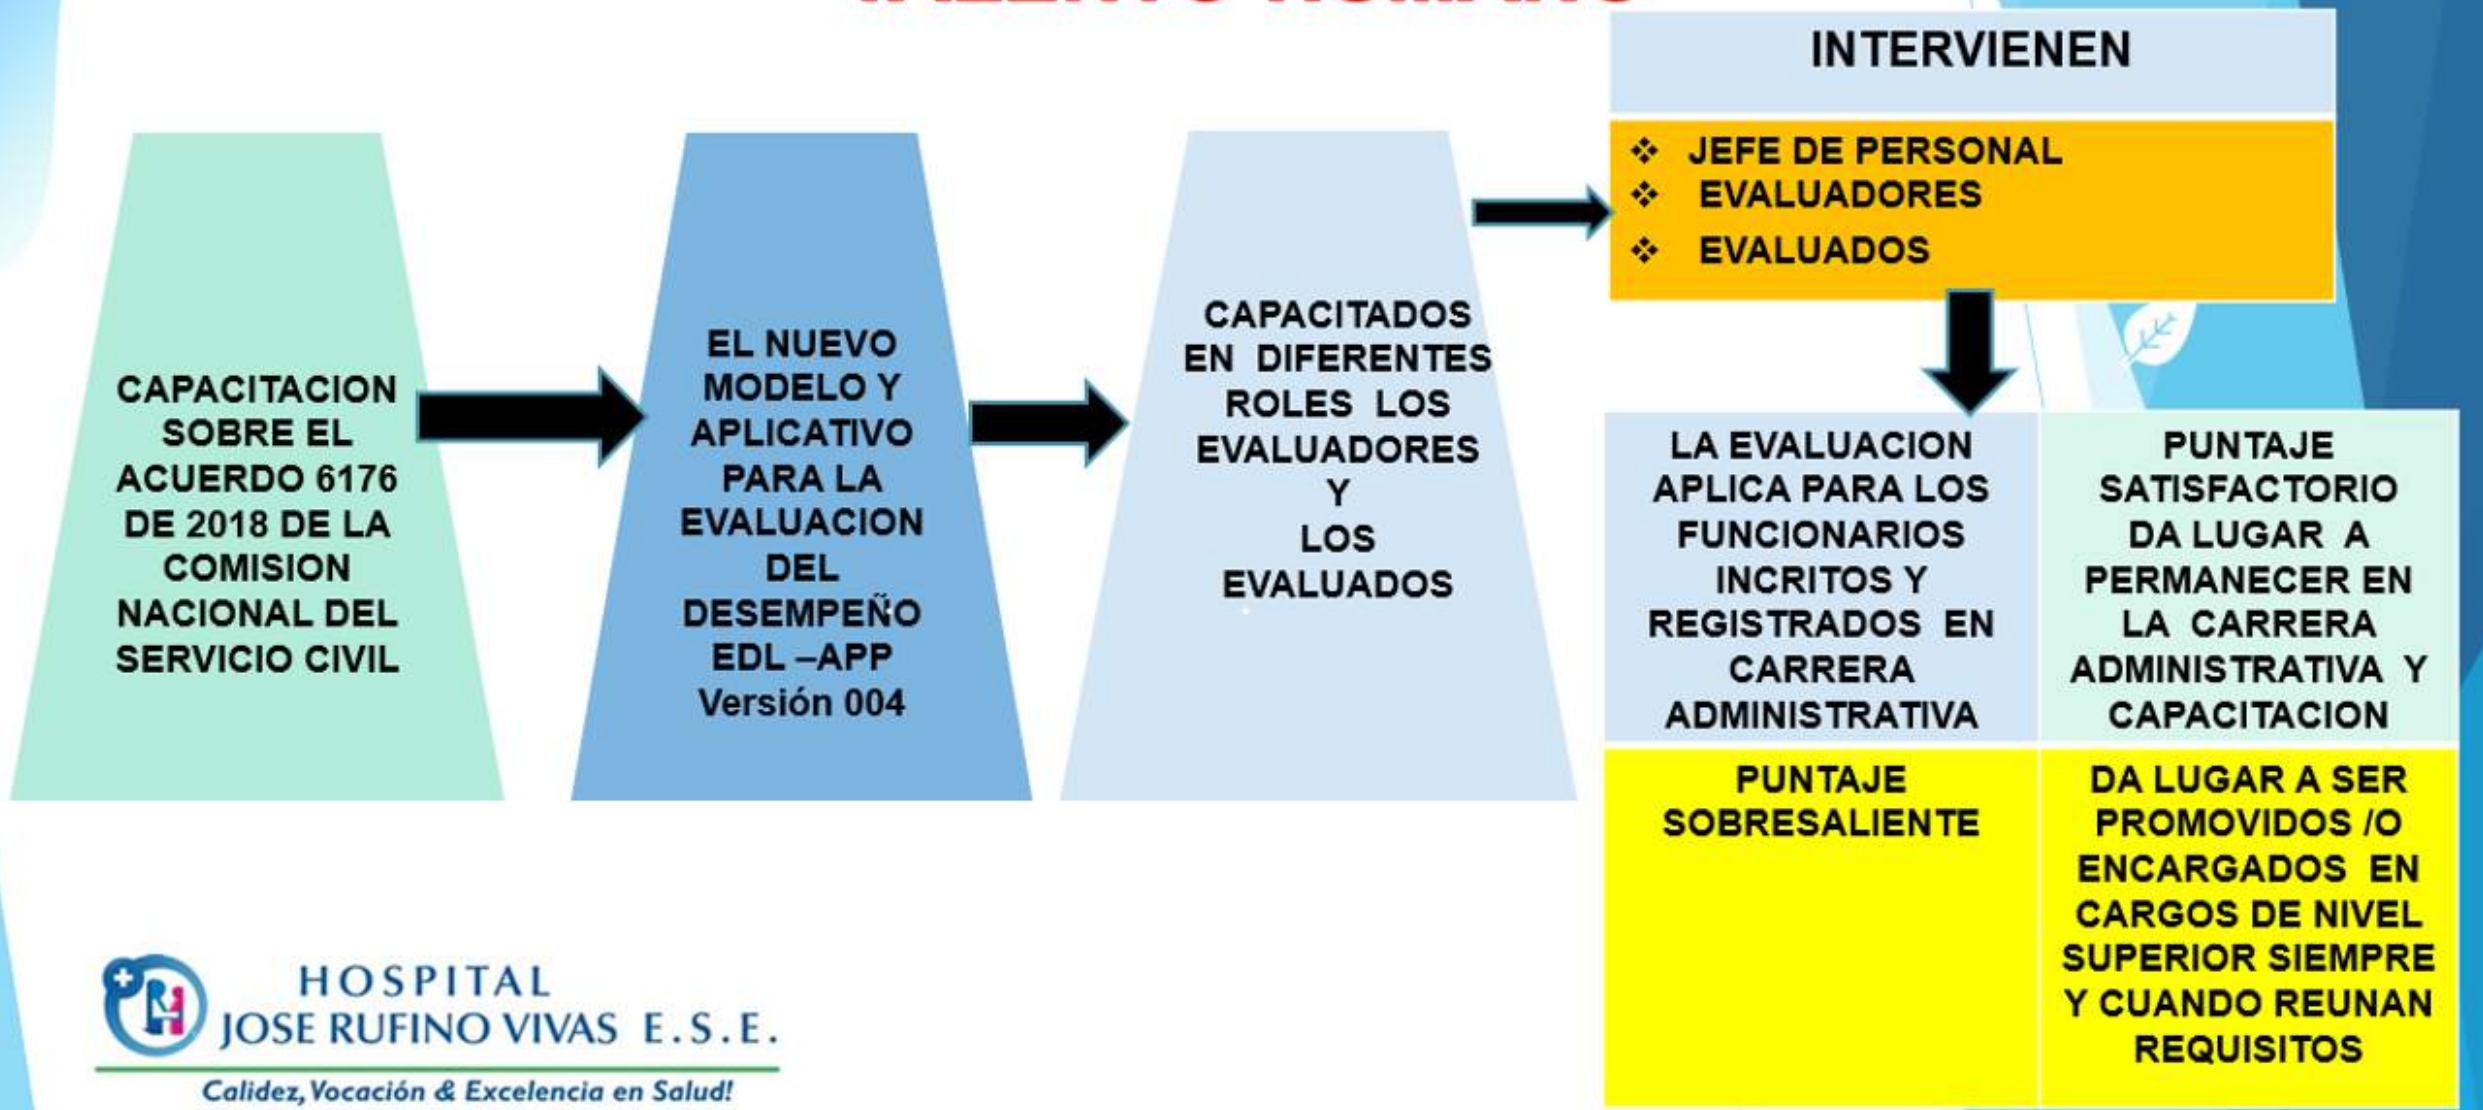 TALENTO HUMANO
CAPACITACION
SOBRE EL
ACUERDO 6176
DE 2018 DE LA
COMISION
NACIONAL DEL
SERVICIO CIVIL
EL NUEVO
MODELO Y
APLICATIVO
PARA LA
EVALUACION
DEL
DESEMPEÑO
EDL –APP
Versión 004
CAPACITADOS
EN DIFERENTES
ROLES LOS
EVALUADORES
Y
LOS
EVALUADOS
INTERVIENEN
❖ JEFE DE PERSONAL
❖ EVALUADORES
❖ EVALUADOS
LA EVALUACION
APLICA PARA LOS
FUNCIONARIOS
INCRITOS Y
REGISTRADOS EN
CARRERA
ADMINISTRATIVA
PUNTAJE
SATISFACTORIO
DA LUGAR A
PERMANECER EN
LA CARRERA
ADMINISTRATIVA Y
CAPACITACION
PUNTAJE
SOBRESALIENTE
DA LUGAR A SER
PROMOVIDOS /O
ENCARGADOS EN
CARGOS DE NIVEL
SUPERIOR SIEMPRE
Y CUANDO REUNAN
REQUISITOS
HOSPITAL
JOSE RUFINO VIVAS E.S.E.
Calidez, Vocación & Excelencia en Salud!